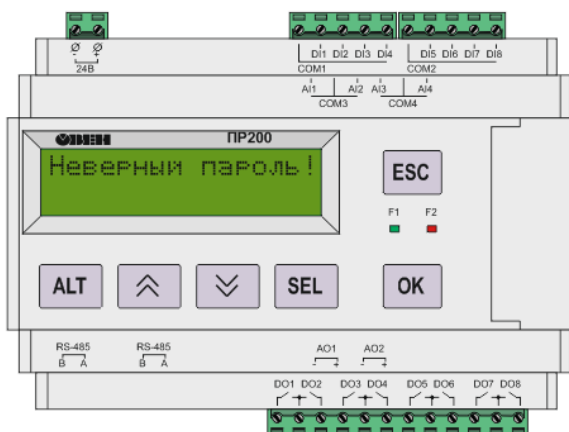 - +
24В
DI1 DI2 DI3 DI4
COM1
DI5 DI6 DI7 DI8
COM2
AI1 AI2 AI3 AI4
COM3 COM4
ОВЕН ПР200
Неверный пароль!
ESC
F1 F2
ALT SEL OK
RS-485 RS-485
B A B A
AO1 AO2
- + - +
DO1 DO2 DO3 DO4 DO5 DO6 DO7 DO8